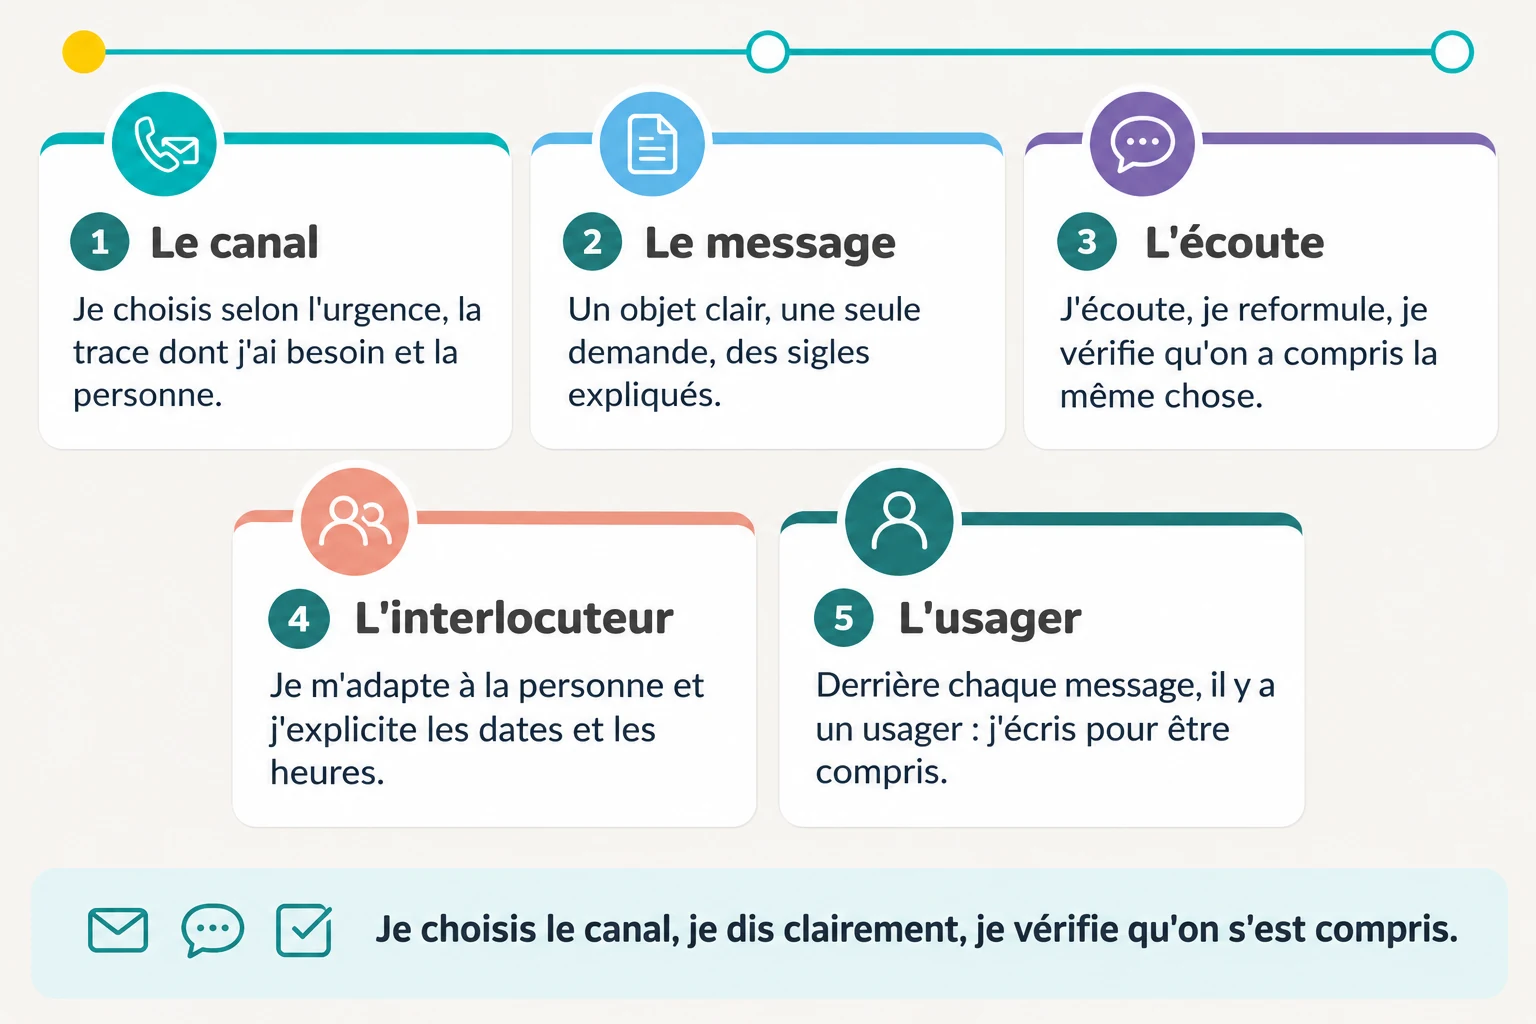 1 Le canal
Je choisis selon l'urgence, la
trace dont j'ai besoin et la
personne.
2 Le message
Un objet clair, une seule
demande, des sigles
expliqués.
3 L'écoute
J'écoute, je reformule, je
vérifie qu'on a compris la
même chose.
4 L'interlocuteur
Je m'adapte à la personne et
j'explicite les dates et les
heures.
5 L'usager
Derrière chaque message, il y a
un usager : j'écris pour être
compris.
Je choisis le canal, je dis clairement, je vérifie qu'on s'est compris.